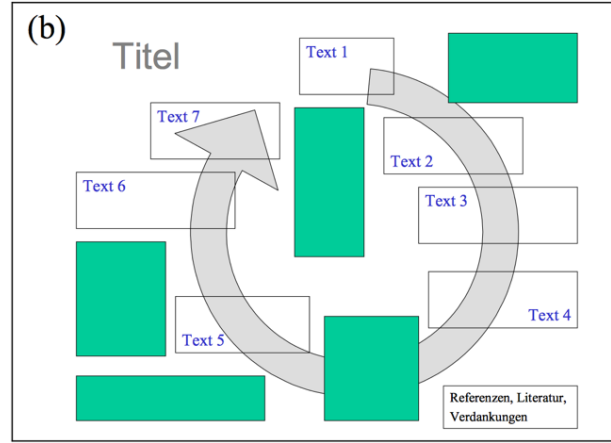 (b)
Titel
Text 1
Text 2
Text 3
Text 4
Text 5
Text 6
Text 7
Referenzen, Literatur,
Verdankungen